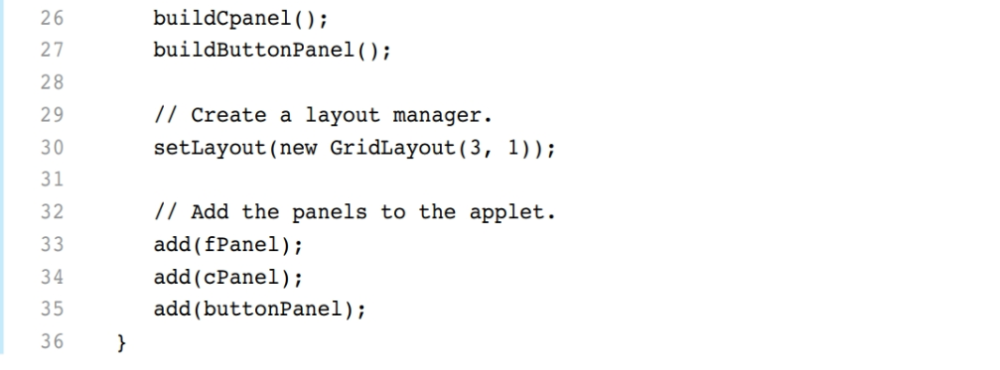 26 buildCpanel();
27 buildButtonPanel();
28
29 // Create a layout manager.
30 setLayout(new GridLayout(3, 1));
31
32 // Add the panels to the applet.
33 add(fPanel);
34 add(cPanel);
35 add(buttonPanel);
36 }